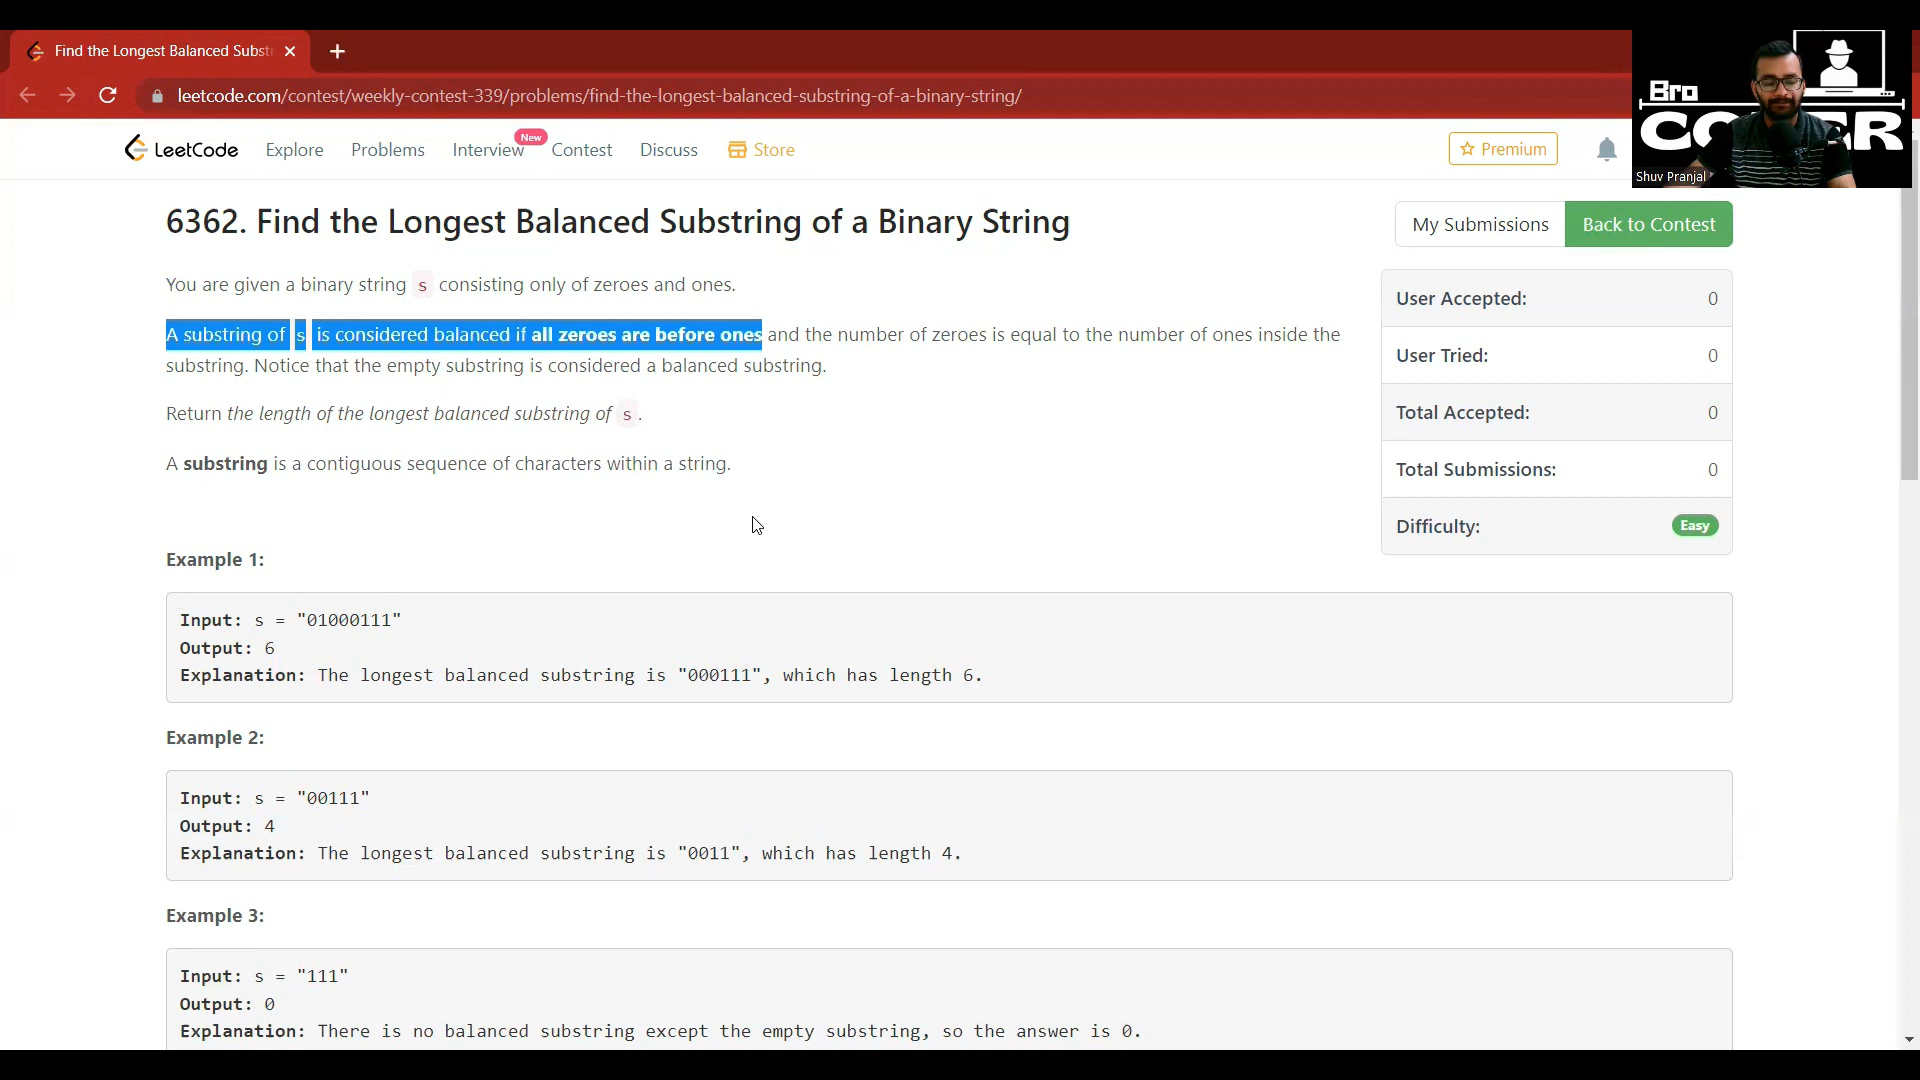 Find the Longest Balanced Subst
leetcode.com/contest/weekly-contest-339/problems/find-the-longest-balanced-substring-of-a-binary-string/
Bro
CODER
Shuv Pranjal
LeetCode Explore Problems Interview New Contest Discuss Store Premium
6362. Find the Longest Balanced Substring of a Binary String
My Submissions Back to Contest
You are given a binary string s consisting only of zeroes and ones.
A substring of s is considered balanced if all zeroes are before ones and the number of zeroes is equal to the number of ones inside the
substring. Notice that the empty substring is considered a balanced substring.
Return the length of the longest balanced substring of s.
A substring is a contiguous sequence of characters within a string.
User Accepted: 0
User Tried: 0
Total Accepted: 0
Total Submissions: 0
Difficulty: Easy
Example 1:
Input: s = "01000111"
Output: 6
Explanation: The longest balanced substring is "000111", which has length 6.
Example 2:
Input: s = "00111"
Output: 4
Explanation: The longest balanced substring is "0011", which has length 4.
Example 3:
Input: s = "111"
Output: 0
Explanation: There is no balanced substring except the empty substring, so the answer is 0.